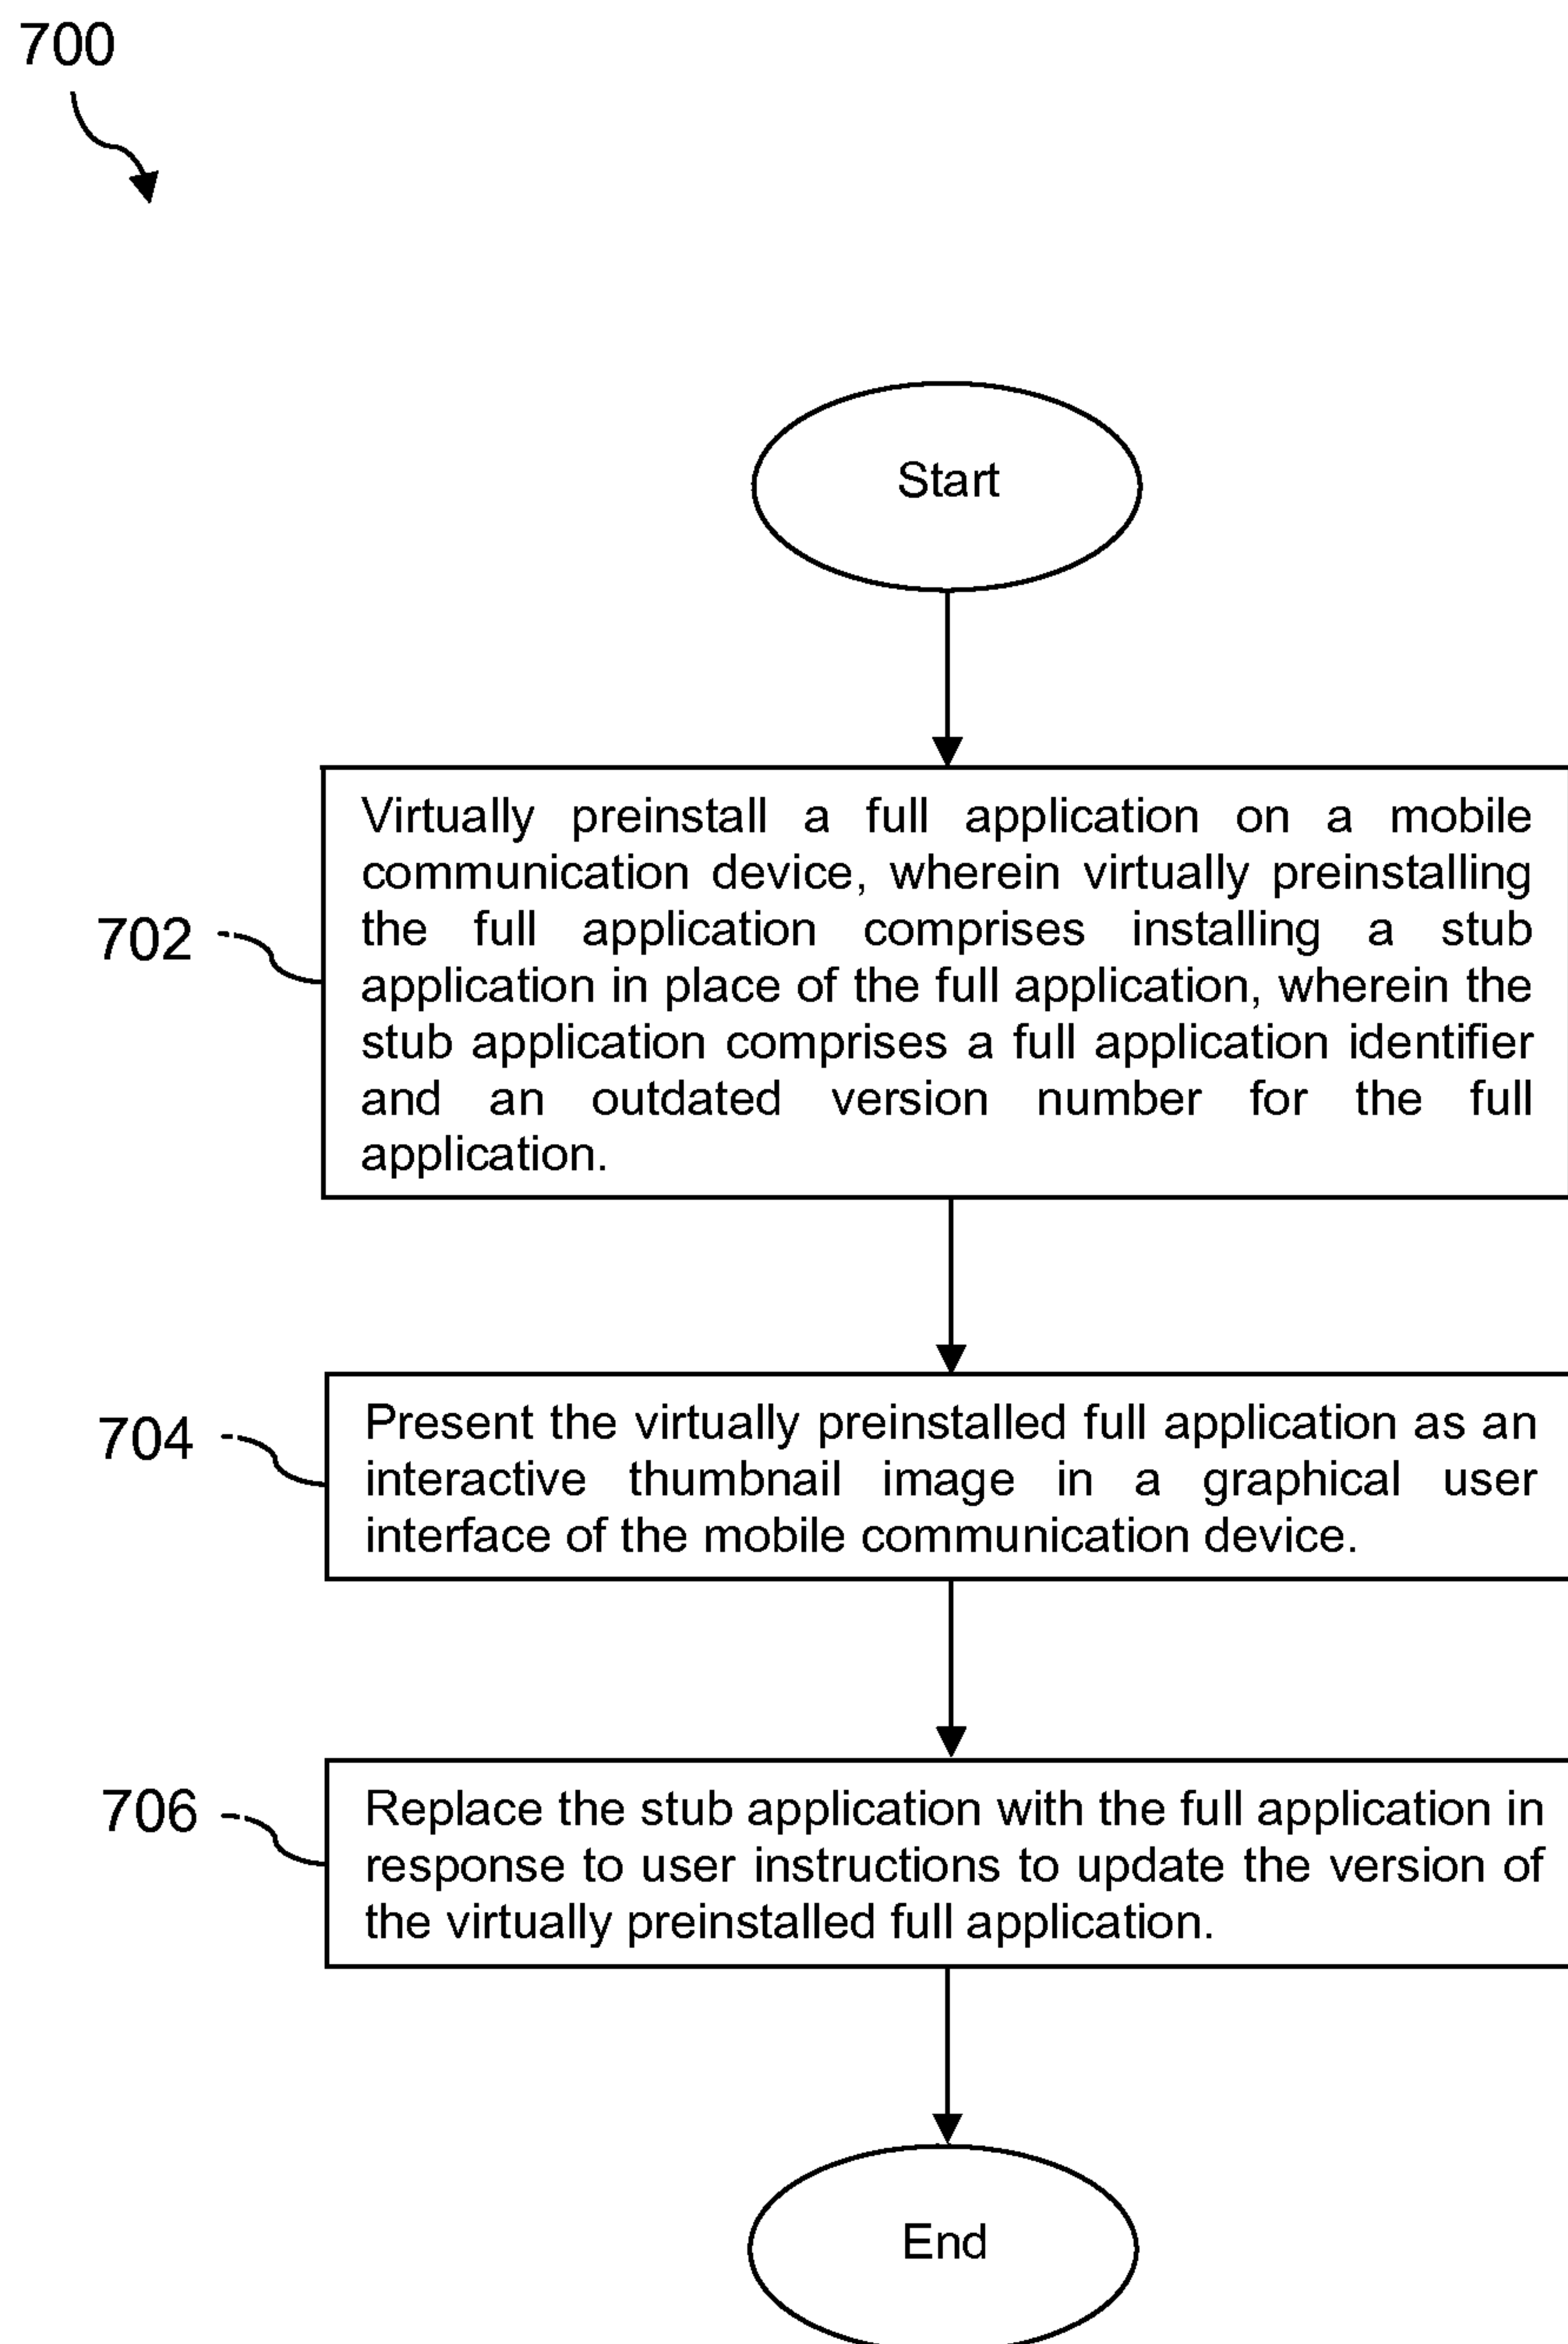 700
Start
702
Virtually preinstall a full application on a mobile
communication device, wherein virtually preinstalling
the full application comprises installing a stub
application in place of the full application, wherein the
stub application comprises a full application identifier
and an outdated version number for the full
application.
704
Present the virtually preinstalled full application as an
interactive thumbnail image in a graphical user
interface of the mobile communication device.
706
Replace the stub application with the full application in
response to user instructions to update the version of
the virtually preinstalled full application.
End